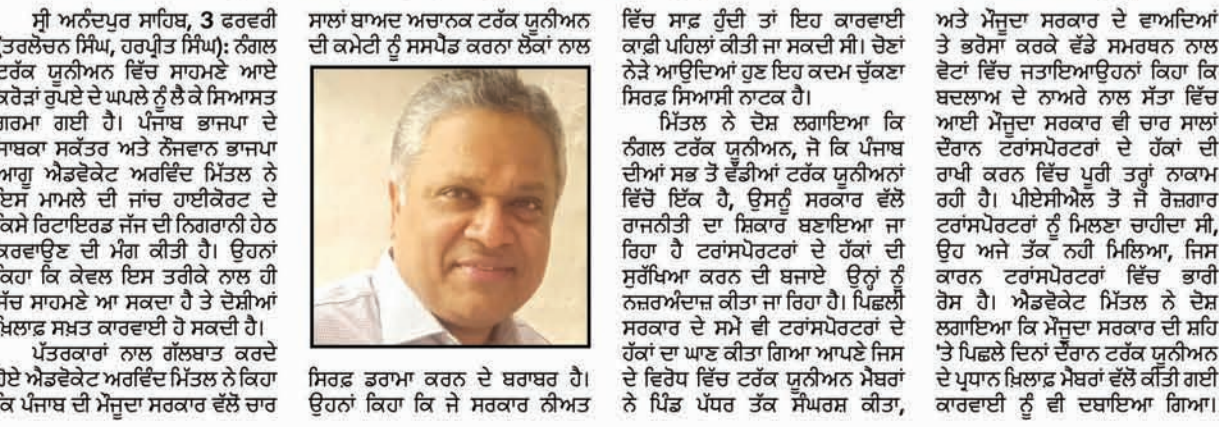 ਸ੍ਰੀ ਅਨੰਦਪੁਰ ਸਾਹਿਬ, 3 ਫਰਵਰੀ
(ਤਰਲੋਚਨ ਸਿੰਘ, ਹਰਪ੍ਰੀਤ ਸਿੰਘ): ਨੰਗਲ
ਟਰੱਕ ਯੂਨੀਅਨ ਵਿੱਚ ਸਾਹਮਣੇ ਆਏ
ਕਰੋੜਾਂ ਰੁਪਏ ਦੇ ਘਪਲੇ ਨੂੰ ਲੈ ਕੇ ਸਿਆਸਤ
ਗਰਮਾ ਗਈ ਹੈ। ਪੰਜਾਬ ਭਾਜਪਾ ਦੇ
ਸਾਬਕਾ ਸਕੱਤਰ ਅਤੇ ਨੌਜਵਾਨ ਭਾਜਪਾ
ਆਗੂ ਐਡਵੋਕੇਟ ਅਰਵਿੰਦ ਮਿੱਤਲ ਨੇ
ਇਸ ਮਾਮਲੇ ਦੀ ਜਾਂਚ ਹਾਈਕੋਰਟ ਦੇ
ਕਿਸੇ ਰਿਟਾਇਰਡ ਜੱਜ ਦੀ ਨਿਗਰਾਨੀ ਹੇਠ
ਕਰਵਾਉਣ ਦੀ ਮੰਗ ਕੀਤੀ ਹੈ। ਉਹਨਾਂ
ਕਿਹਾ ਕਿ ਕੇਵਲ ਇਸ ਤਰੀਕੇ ਨਾਲ ਹੀ
ਸੱਚ ਸਾਹਮਣੇ ਆ ਸਕਦਾ ਹੈ ਤੇ ਦੋਸ਼ੀਆਂ
ਖ਼ਿਲਾਫ਼ ਸਖ਼ਤ ਕਾਰਵਾਈ ਹੋ ਸਕਦੀ ਹੈ।
ਪੱਤਰਕਾਰਾਂ ਨਾਲ ਗੱਲਬਾਤ ਕਰਦੇ
ਹੋਏ ਐਡਵੋਕੇਟ ਅਰਵਿੰਦ ਮਿੱਤਲ ਨੇ ਕਿਹਾ
ਕਿ ਪੰਜਾਬ ਦੀ ਮੌਜੂਦਾ ਸਰਕਾਰ ਵੱਲੋਂ ਚਾਰ
ਸਾਲਾਂ ਬਾਅਦ ਅਚਾਨਕ ਟਰੱਕ ਯੂਨੀਅਨ
ਦੀ ਕਮੇਟੀ ਨੂੰ ਸਸਪੈਂਡ ਕਰਨਾ ਲੋਕਾਂ ਨਾਲ
ਸਿਰਫ਼ ਡਰਾਮਾ ਕਰਨ ਦੇ ਬਰਾਬਰ ਹੈ।
ਉਹਨਾਂ ਕਿਹਾ ਕਿ ਜੇ ਸਰਕਾਰ ਨੀਅਤ
ਵਿੱਚ ਸਾਫ਼ ਹੁੰਦੀ ਤਾਂ ਇਹ ਕਾਰਵਾਈ
ਕਾਫ਼ੀ ਪਹਿਲਾਂ ਕੀਤੀ ਜਾ ਸਕਦੀ ਸੀ। ਚੋਣਾਂ
ਨੇੜੇ ਆਉਂਦਿਆਂ ਹੁਣ ਇਹ ਕਦਮ ਚੁੱਕਣਾ
ਸਿਰਫ਼ ਸਿਆਸੀ ਨਾਟਕ ਹੈ।
ਮਿੱਤਲ ਨੇ ਦੋਸ਼ ਲਗਾਇਆ ਕਿ
ਨੰਗਲ ਟਰੱਕ ਯੂਨੀਅਨ, ਜੋ ਕਿ ਪੰਜਾਬ
ਦੀਆਂ ਸਭ ਤੋਂ ਵੱਡੀਆਂ ਟਰੱਕ ਯੂਨੀਅਨਾਂ
ਵਿੱਚੋਂ ਇੱਕ ਹੈ, ਉਸਨੂੰ ਸਰਕਾਰ ਵੱਲੋਂ
ਰਾਜਨੀਤੀ ਦਾ ਸ਼ਿਕਾਰ ਬਣਾਇਆ ਜਾ
ਰਿਹਾ ਹੈ ਟਰਾਂਸਪੋਰਟਰਾਂ ਦੇ ਹੱਕਾਂ ਦੀ
ਸੁਰੱਖਿਆ ਕਰਨ ਦੀ ਬਜਾਏ ਉਨ੍ਹਾਂ ਨੂੰ
ਨਜ਼ਰਅੰਦਾਜ਼ ਕੀਤਾ ਜਾ ਰਿਹਾ ਹੈ। ਪਿਛਲੀ
ਸਰਕਾਰ ਦੇ ਸਮੇਂ ਵੀ ਟਰਾਂਸਪੋਰਟਰਾਂ ਦੇ
ਹੱਕਾਂ ਦਾ ਘਾਣ ਕੀਤਾ ਗਿਆ ਆਪਣੇ ਜਿਸ
ਦੇ ਵਿਰੋਧ ਵਿੱਚ ਟਰੱਕ ਯੂਨੀਅਨ ਮੈਂਬਰਾਂ
ਨੇ ਪਿੰਡ ਪੱਧਰ ਤੱਕ ਸੰਘਰਸ਼ ਕੀਤਾ,
ਅਤੇ ਮੌਜੂਦਾ ਸਰਕਾਰ ਦੇ ਵਾਅਦਿਆਂ
ਤੇ ਭਰੋਸਾ ਕਰਕੇ ਵੱਡੇ ਸਮਰਥਨ ਨਾਲ
ਵੋਟਾਂ ਵਿੱਚ ਜਤਾਇਆਉਹਨਾਂ ਕਿਹਾ ਕਿ
ਬਦਲਾਅ ਦੇ ਨਾਅਰੇ ਨਾਲ ਸੱਤਾ ਵਿੱਚ
ਆਈ ਮੌਜੂਦਾ ਸਰਕਾਰ ਵੀ ਚਾਰ ਸਾਲਾਂ
ਦੌਰਾਨ ਟਰਾਂਸਪੋਰਟਰਾਂ ਦੇ ਹੱਕਾਂ ਦੀ
ਰਾਖੀ ਕਰਨ ਵਿੱਚ ਪੂਰੀ ਤਰ੍ਹਾਂ ਨਾਕਾਮ
ਰਹੀ ਹੈ। ਪੀਏਸੀਐਲ ਤੋਂ ਜੋ ਰੋਜ਼ਗਾਰ
ਟਰਾਂਸਪੋਰਟਰਾਂ ਨੂੰ ਮਿਲਣਾ ਚਾਹੀਦਾ ਸੀ,
ਉਹ ਅਜੇ ਤੱਕ ਨਹੀ ਮਿਲਿਆ, ਜਿਸ
ਕਾਰਨ ਟਰਾਂਸਪੋਰਟਰਾਂ ਵਿੱਚ ਭਾਰੀ
ਰੋਸ ਹੈ। ਐਡਵੋਕੇਟ ਮਿੱਤਲ ਨੇ ਦੋਸ਼
ਲਗਾਇਆ ਕਿ ਮੌਜੂਦਾ ਸਰਕਾਰ ਦੀ ਸ਼ਹਿ
'ਤੇ ਪਿਛਲੇ ਦਿਨਾਂ ਦੌਰਾਨ ਟਰੱਕ ਯੂਨੀਅਨ
ਦੇ ਪ੍ਰਧਾਨ ਖ਼ਿਲਾਫ਼ ਮੈਂਬਰਾਂ ਵੱਲੋਂ ਕੀਤੀ ਗਈ
ਕਾਰਵਾਈ ਨੂੰ ਵੀ ਦਬਾਇਆ ਗਿਆ।